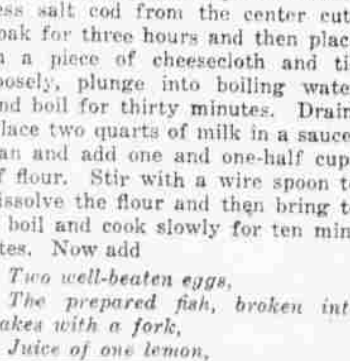 ess salt cod from the center cut
oak for three hours and then plac
n a piece of cheesecloth and ti
oosely, plunge into boiling wate
nd boil for thirty minutes. Drain
lace two quarts of milk in a sauce
an and add one and one-half cup
f flour. Stir with a wire spoon t
issolve the flour and then bring t
boil and cook slowly for ten min
tes. Now add
Two well-beaten eggs,
The prepared fish, broken int
akes with a fork,
Juice of one lemon,